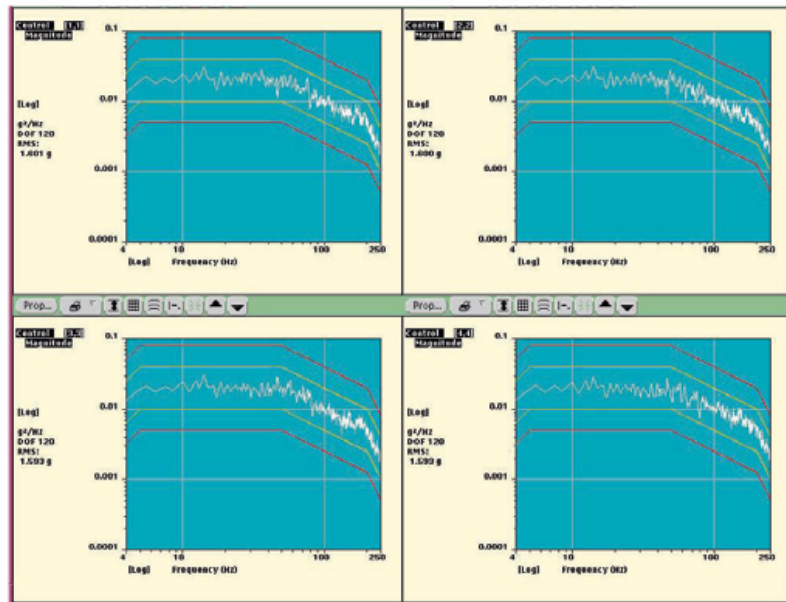 Control [1,1]
Magnitude
0.1
[Log]
0.01
g²/Hz
DOF 120
RMS:
1.601 g
0.001
0.0001
4 10 100 250
[Log] Frequency (Hz)
Control [2,2]
Magnitude
0.1
[Log]
0.01
g²/Hz
DOF 120
RMS:
1.600 g
0.001
0.0001
4 10 100 250
[Log] Frequency (Hz)
Prop...
Prop...
Control [3,3]
Magnitude
0.1
[Log]
0.01
g²/Hz
DOF 120
RMS:
1.593 g
0.001
0.0001
4 10 100 250
[Log] Frequency (Hz)
Control [4,4]
Magnitude
0.1
[Log]
0.01
g²/Hz
DOF 120
RMS:
1.593 g
0.001
0.0001
4 10 100 250
[Log] Frequency (Hz)